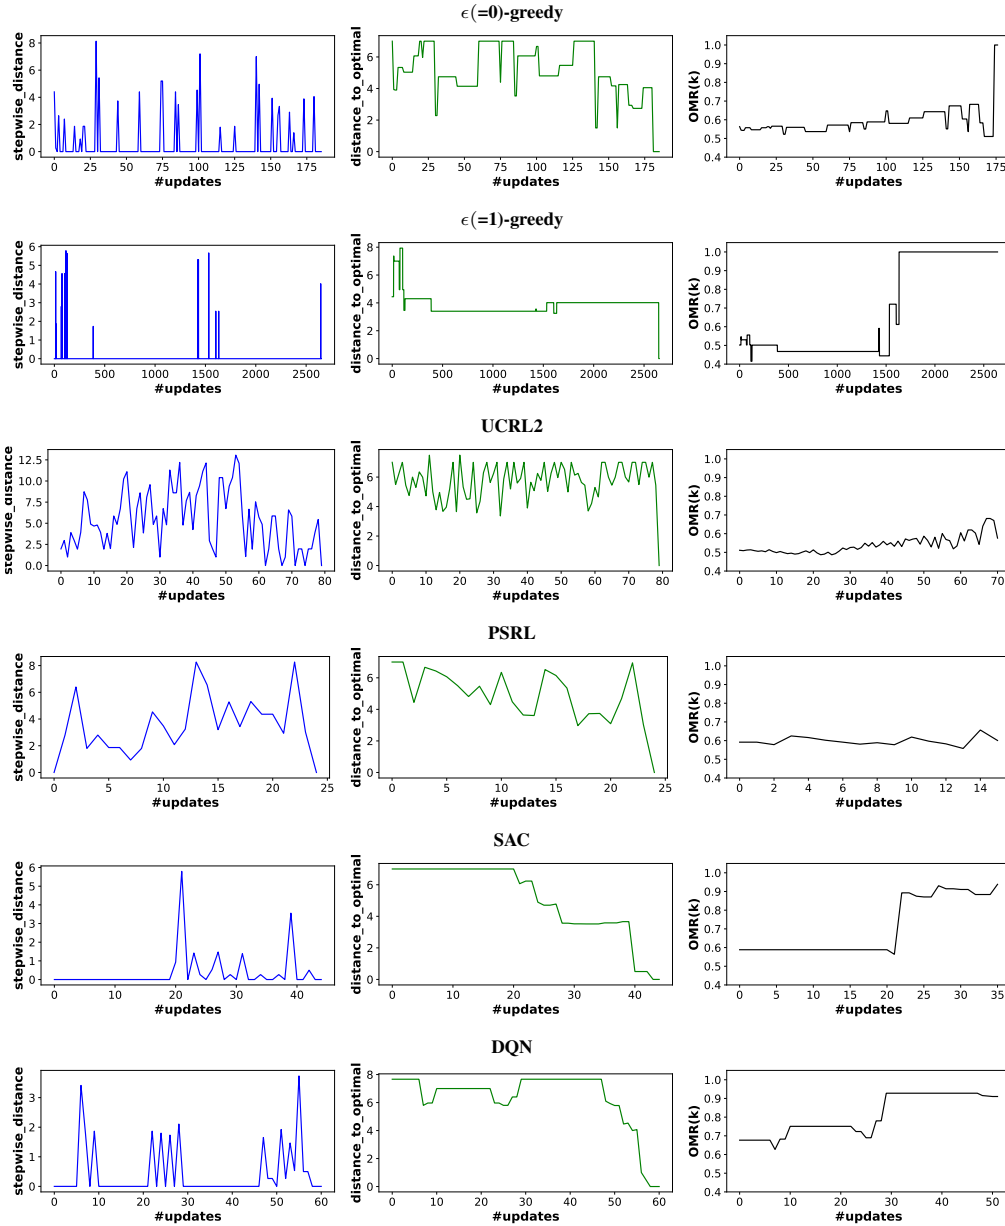 ϵ(=0)-greedy
stepwise_distance
8
6
4
2
0
0 25 50 75 100 125 150 175
#updates
distance_to_optimal
6
4
2
0
0 25 50 75 100 125 150 175
#updates
OMR(k)
1.0
0.9
0.8
0.7
0.6
0.5
0.4
0 25 50 75 100 125 150 175
#updates
ϵ(=1)-greedy
stepwise_distance
6
5
4
3
2
1
0
0 500 1000 1500 2000 2500
#updates
distance_to_optimal
8
6
4
2
0
0 500 1000 1500 2000 2500
#updates
OMR(k)
1.0
0.9
0.8
0.7
0.6
0.5
0.4
0 500 1000 1500 2000 2500
#updates
UCRL2
stepwise_distance
12.5
10.0
7.5
5.0
2.5
0.0
0 10 20 30 40 50 60 70 80
#updates
distance_to_optimal
6
4
2
0
0 10 20 30 40 50 60 70 80
#updates
OMR(k)
1.0
0.9
0.8
0.7
0.6
0.5
0.4
0 10 20 30 40 50 60 70
#updates
PSRL
stepwise_distance
8
6
4
2
0
0 5 10 15 20 25
#updates
distance_to_optimal
6
4
2
0
0 5 10 15 20 25
#updates
OMR(k)
1.0
0.9
0.8
0.7
0.6
0.5
0.4
0 2 4 6 8 10 12 14
#updates
SAC
stepwise_distance
6
5
4
3
2
1
0
0 10 20 30 40
#updates
distance_to_optimal
6
4
2
0
0 20 40
#updates
OMR(k)
1.0
0.9
0.8
0.7
0.6
0.5
0.4
0 5 10 15 20 25 30 35
#updates
DQN
stepwise_distance
3
2
1
0
0 10 20 30 40 50 60
#updates
distance_to_optimal
8
6
4
2
0
0 10 20 30 40 50 60
#updates
OMR(k)
1.0
0.9
0.8
0.7
0.6
0.5
0.4
0 10 20 30 40 50
#updates